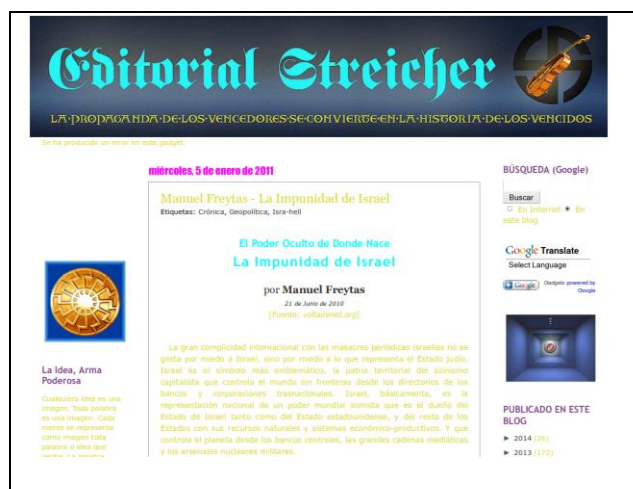 Editorial Streicher
LA·PROPAGANDA·DE·LOS·VENCEDORES·SE·CONVIERTE·EN·LA·HISTORIA·DE·LOS·VENCIDOS
Se ha producido un error en este gadget.
miércoles, 5 de enero de 2011
Manuel Freytas - La Impunidad de Israel
Etiquetas: Crónica, Geopolítica, Isra-hell
El Poder Oculto de Donde Nace
La Impunidad de Israel
por Manuel Freytas
21 de Junio de 2010
(Fuente: voltairenet.org)
La gran complicidad internacional con las masacres periódicas israelíes no se
gesta por miedo a Israel, sino por miedo a lo que representa el Estado judío.
Israel es el símbolo más emblemático, la patria territorial del sionismo
capitalista que controla el mundo sin fronteras desde los directorios de los
bancos y corporaciones trasnacionales. Israel, básicamente, es la
representación nacional de un poder mundial sionista que es el dueño del
Estado de Israel tanto como del Estado estadounidense, y del resto de los
Estados con sus recursos naturales y sistemas económico-productivos. Y que
controla el planeta desde los bancos centrales, las grandes cadenas mediáticas
y los arsenales nucleares militares.
La Idea, Arma
Poderosa
Cualquiera idea es una
imagen. Toda palabra
es una imagen. Cada
mente se representa
como imagen toda
palabra o idea que
BÚSQUEDA (Google)
Buscar
En Internet En
este blog
Google Translate
Select Language
Google Gadgets powered by
Google
PUBLICADO EN ESTE
BLOG
► 2014 (26)
► 2013 (172)